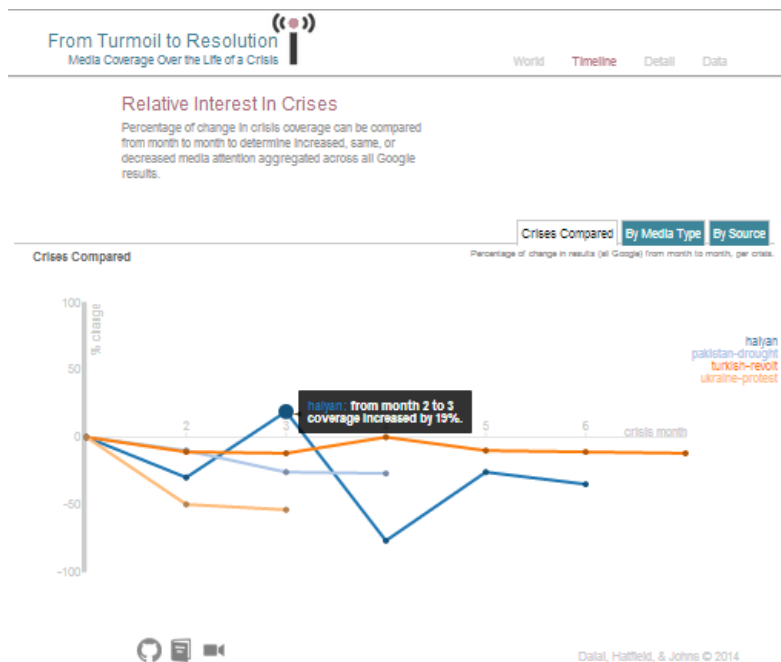 From Turmoil to Resolution
Media Coverage Over the Life of a Crisis
World Timeline Detail Data
Relative Interest In Crises
Percentage of change in crisis coverage can be compared
from month to month to determine increased, same, or
decreased media attention aggregated across all Google
results.
Crises Compared By Media Type By Source
Crises Compared
Percentage of change in results (all Google) from month to month, per crisis.
100
% change
haiyan
pakistan-drought
turkish-revolt
ukraine-protest
50
haiyan: from month 2 to 3
coverage increased by 19%.
0
2 3 5 6 crisis month
-50
-100
Dalal, Hatfield, & Johns © 2014